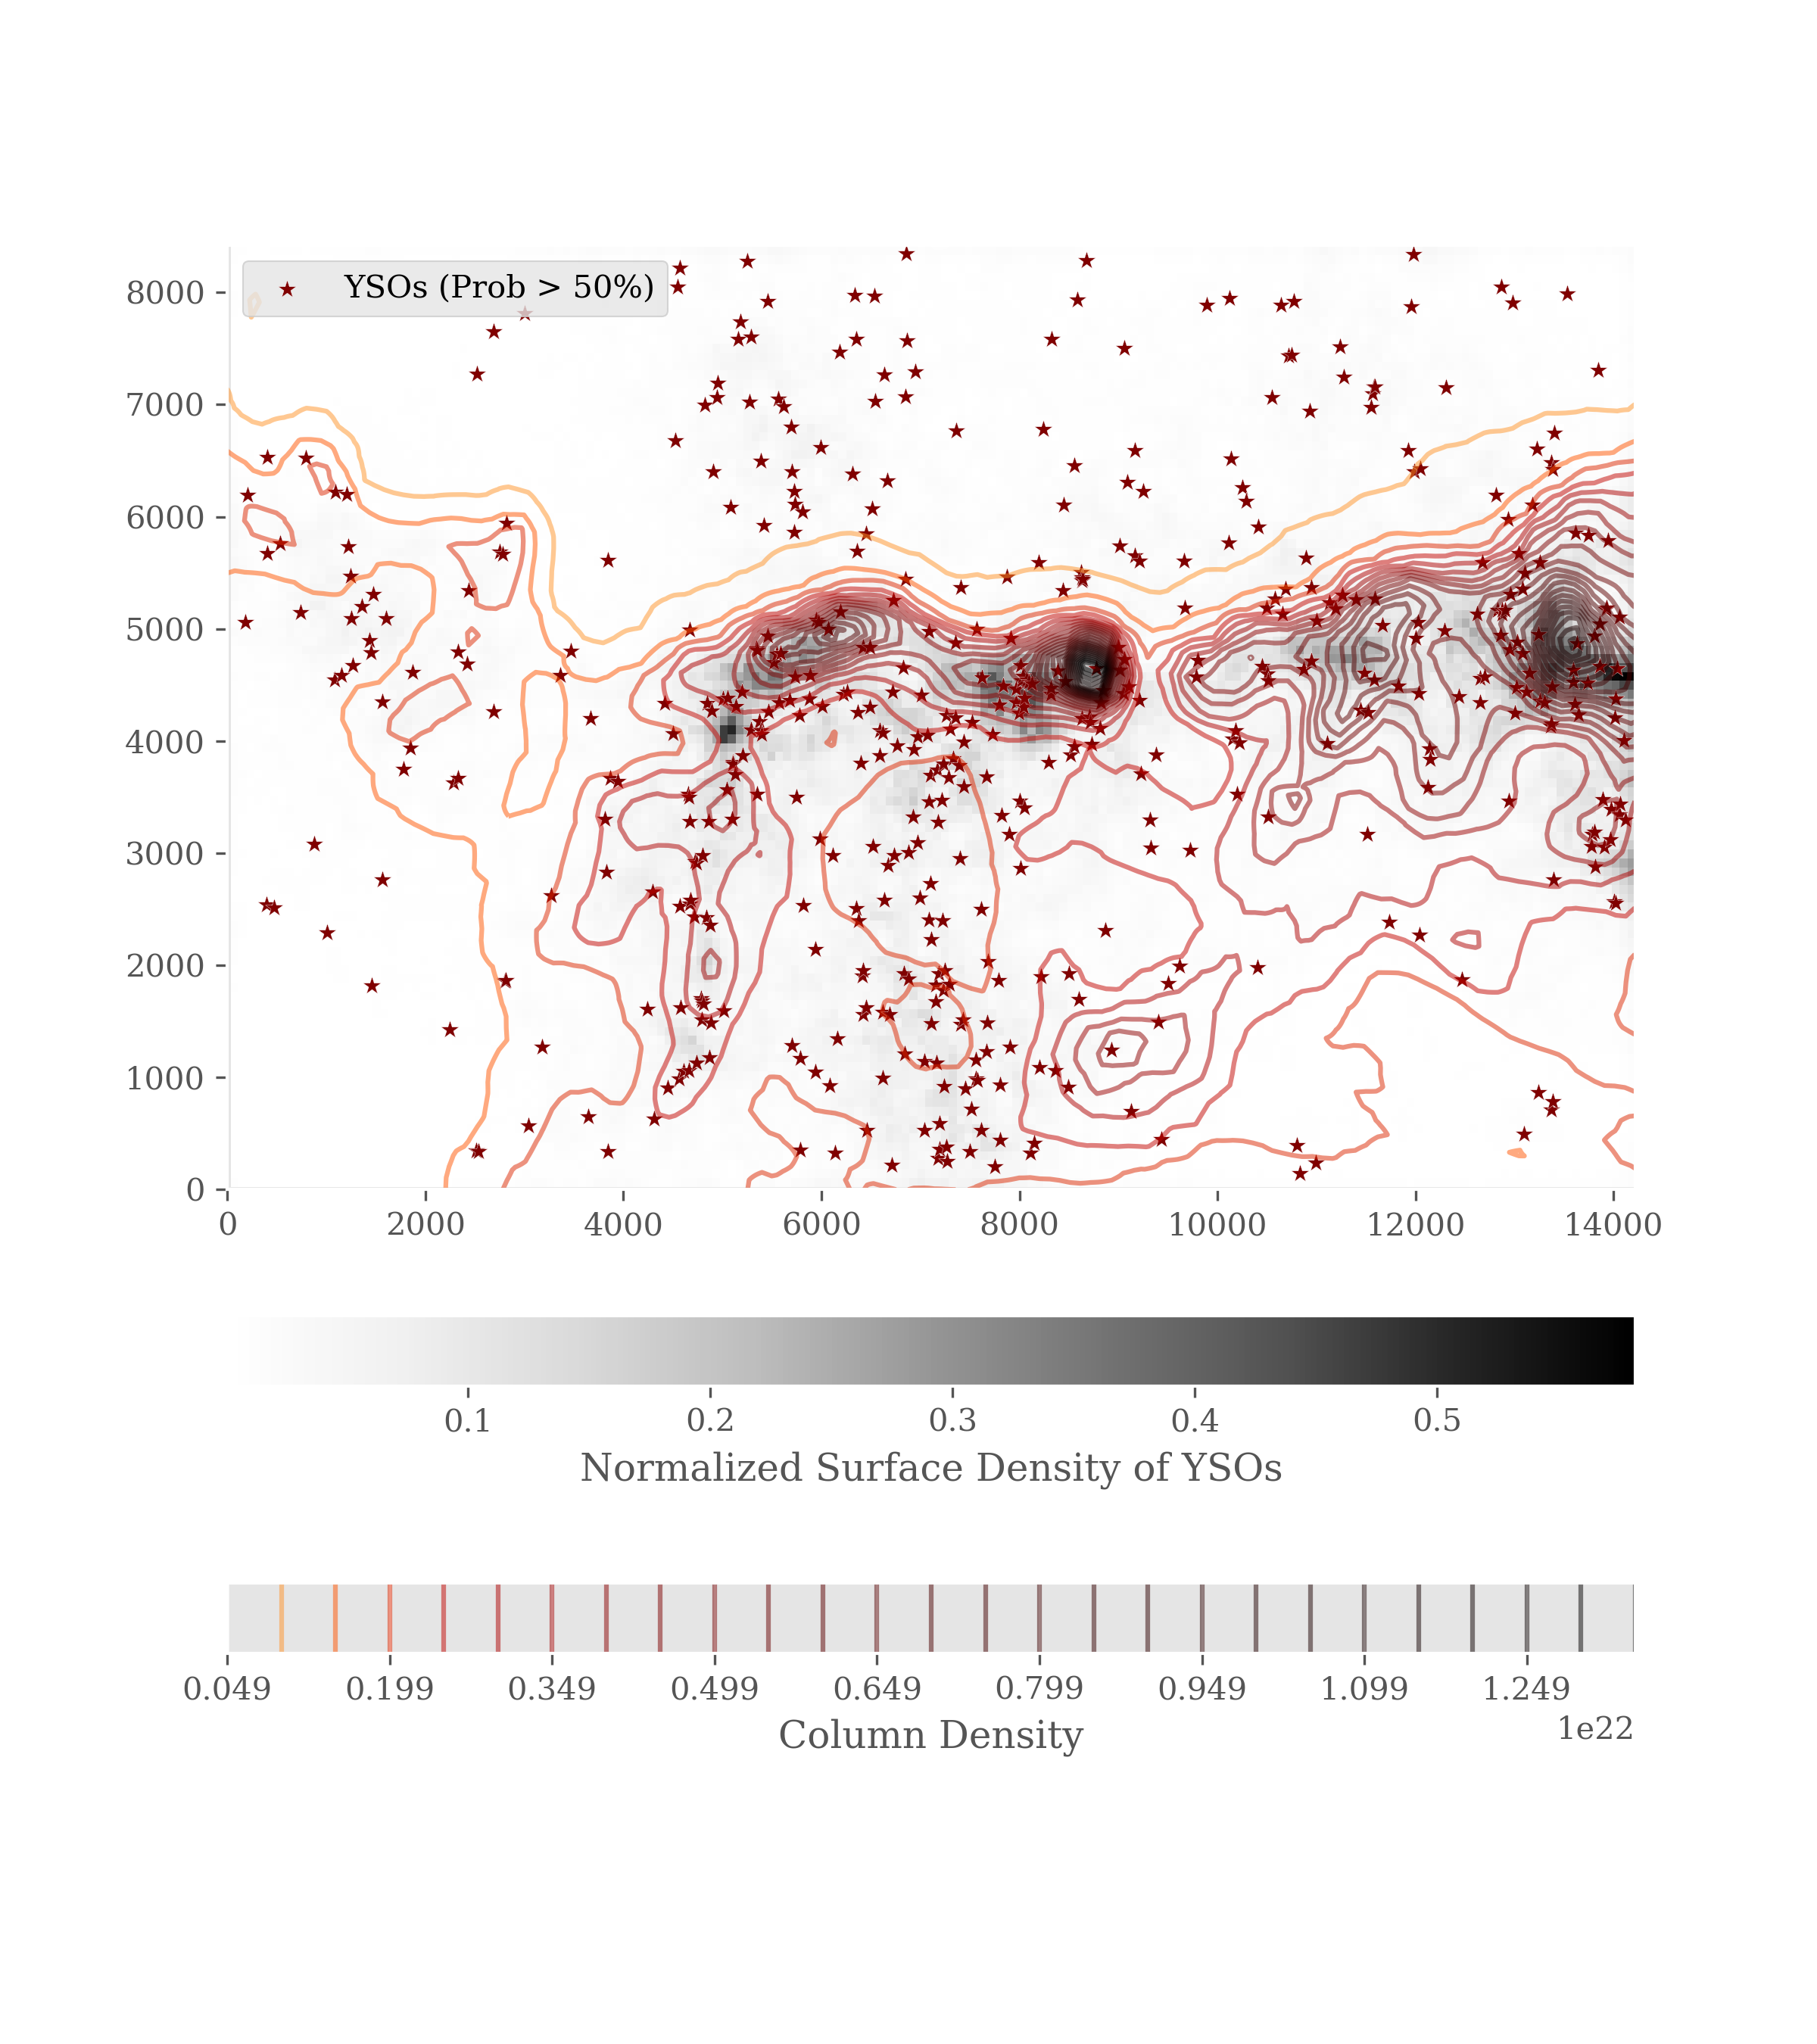 YSOs (Prob > 50%)
8000
7000
6000
5000
4000
3000
2000
1000
0
0 2000 4000 6000 8000 10000 12000 14000
0.1 0.2 0.3 0.4 0.5
Normalized Surface Density of YSOs
0.049 0.199 0.349 0.499 0.649 0.799 0.949 1.099 1.249
1e22
Column Density